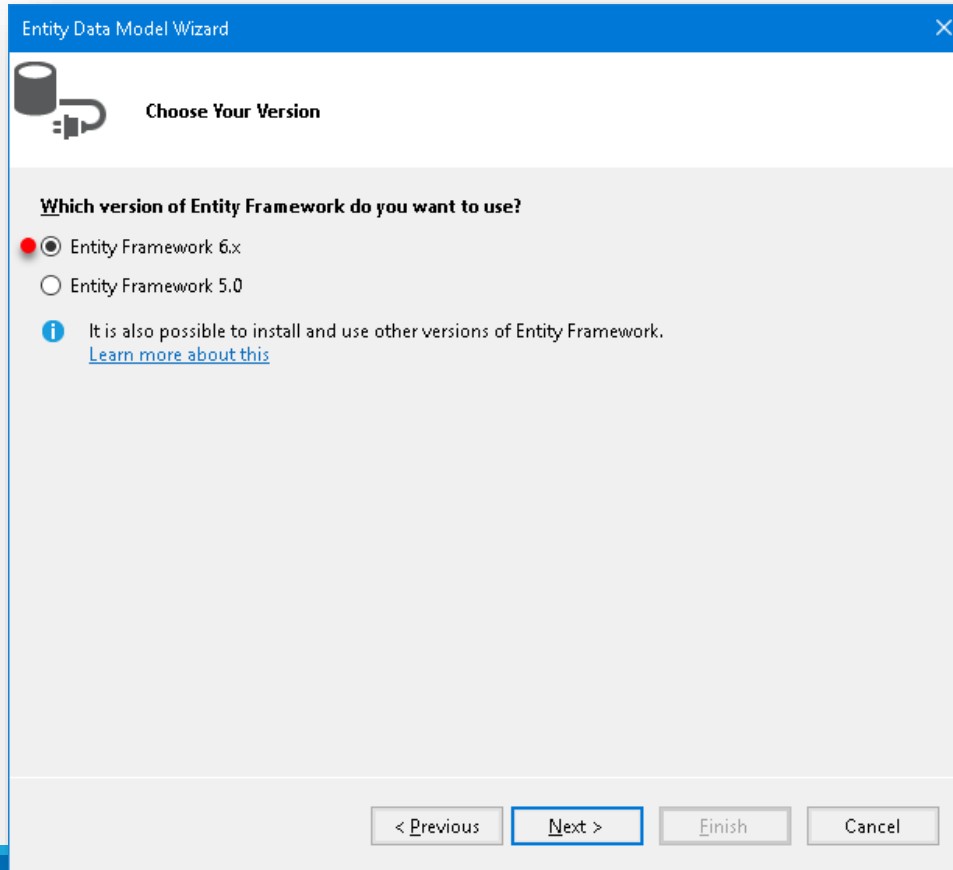 Entity Data Model Wizard
Choose Your Version
Which version of Entity Framework do you want to use?
Entity Framework 6.x
Entity Framework 5.0
It is also possible to install and use other versions of Entity Framework.
Learn more about this
< Previous
Next >
Finish
Cancel